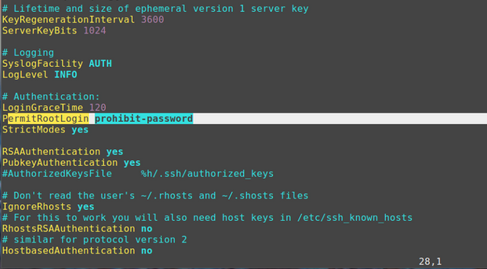 # Lifetime and size of ephemeral version 1 server key
KeyRegenerationInterval 3600
ServerKeyBits 1024
# Logging
SyslogFacility AUTH
LogLevel INFO
# Authentication:
LoginGraceTime 120
PermitRootLogin prohibit-password
StrictModes yes
RSAAuthentication yes
PubkeyAuthentication yes
#AuthorizedKeysFile     %h/.ssh/authorized_keys
# Don't read the user's ~/.rhosts and ~/.shosts files
IgnoreRhosts yes
# For this to work you will also need host keys in /etc/ssh_known_hosts
RhostsRSAAuthentication no
# similar for protocol version 2
HostbasedAuthentication no
28,1